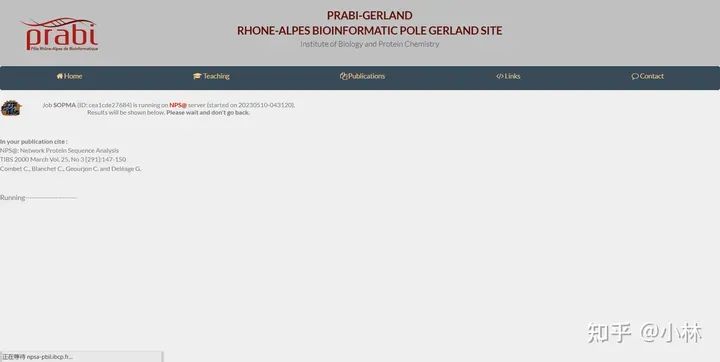 prabi
Pôle Rhône-Alpes de Bioinformatique
PRABI-GERLAND
RHONE-ALPES BIOINFORMATIC POLE GERLAND SITE
Institute of Biology and Protein Chemistry
Home
Teaching
Publications
Links
Contact
Job SOPMA (ID: cea1cde27684) is running on NPS@ server (started on 20230510-043120).
Results will be shown below. Please wait and don't go back.
In your publication cite :
NPS@: Network Protein Sequence Analysis
TIBS 2000 March Vol. 25, No 3 [291]:147-150
Combet C., Blanchet C., Geourjon C. and Deléage G.
Running
正在等待 npsa-pbil.ibcp.fr...
知乎 @小林